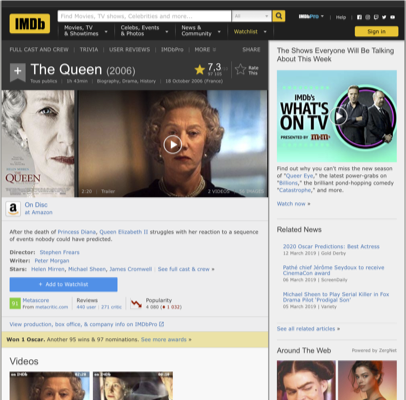 IMDb
Find Movies, TV shows, Celebrities and more...
All
Movies, TV & Showtimes
Celebs, Events & Photos
News & Community
Watchlist
IMDbPro
Help
Sign in
FULL CAST AND CREW | TRIVIA | USER REVIEWS | IMDbPro | MORE
SHARE
The Queen (2006)
7,3
Rate This
Tous publics | 1h 43min | Biography, Drama, History | 18 October 2006 (France)
THE QUEEN
2:20 | Trailer
2 VIDEOS
On Disc
at Amazon
After the death of Princess Diana, Queen Elizabeth II struggles with her reaction to a sequence of events nobody could have predicted.
Director: Stephen Frears
Writer: Peter Morgan
Stars: Helen Mirren, Michael Sheen, James Cromwell | See full cast & crew »
+ Add to Watchlist
91 Metascore
From metacritic.com
Reviews
440 user | 271 critic
Popularity
View production, box office, & company info on IMDbPro
Won 1 Oscar. Another 95 wins & 97 nominations. See more awards »
Videos
The Shows Everyone Will Be Talking About This Week
IMDb's
WHAT'S ON TV
PRESENTED BY m&m's
Find out why you can't miss the new season of "Queer Eye," the latest power-grabs on "Billions," the brilliant pond-hopping comedy "Catastrophe," and more.
Watch now »
Related News
2020 Oscar Predictions: Best Actress
12 March 2019 | Gold Derby
Pathé chief Jérôme Seydoux to receive CinemaCon award
06 March 2019 | ScreenDaily
Michael Sheen to Play Serial Killer in Fox Drama Pilot 'Prodigal Son'
05 March 2019 | Variety
See all related articles »
Around The Web
Powered by ZergNet